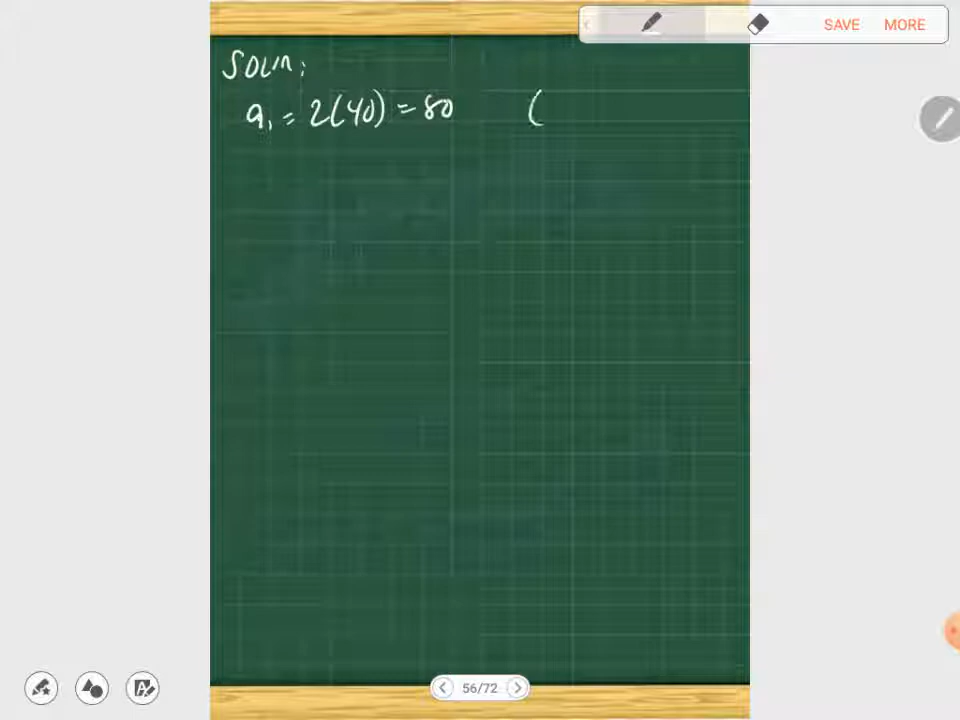 SAVE MORE
SOLN:
a₁ = 2(40) = 80 (
56/72